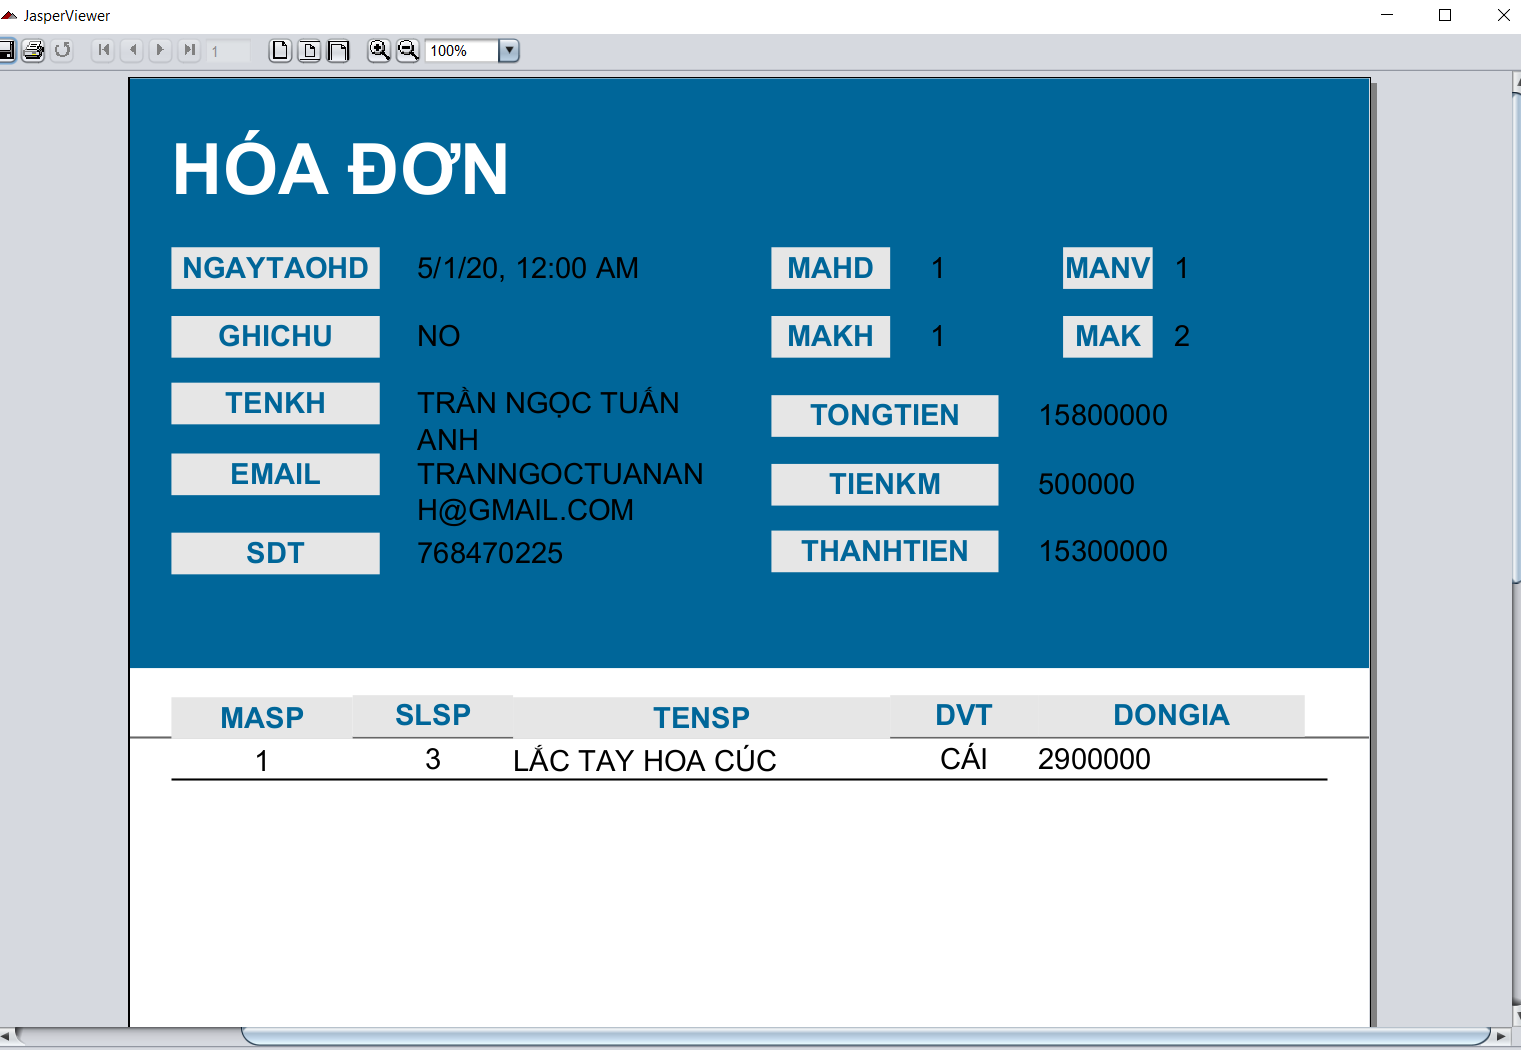 JasperViewer
1
100%
HÓA ĐƠN
NGAYTAOHD 5/1/20, 12:00 AM MAHD 1 MANV 1
GHICHU NO MAKH 1 MAK 2
TENKH TRẦN NGỌC TUẤN
ANH
TONGTIEN 15800000
EMAIL TRANNGOCTUANAN
H@GMAIL.COM
TIENKM 500000
SDT 768470225 THANHTIEN 15300000
MASP SLSP TENSP DVT DONGIA
1 3 LẮC TAY HOA CÚC CÁI 2900000